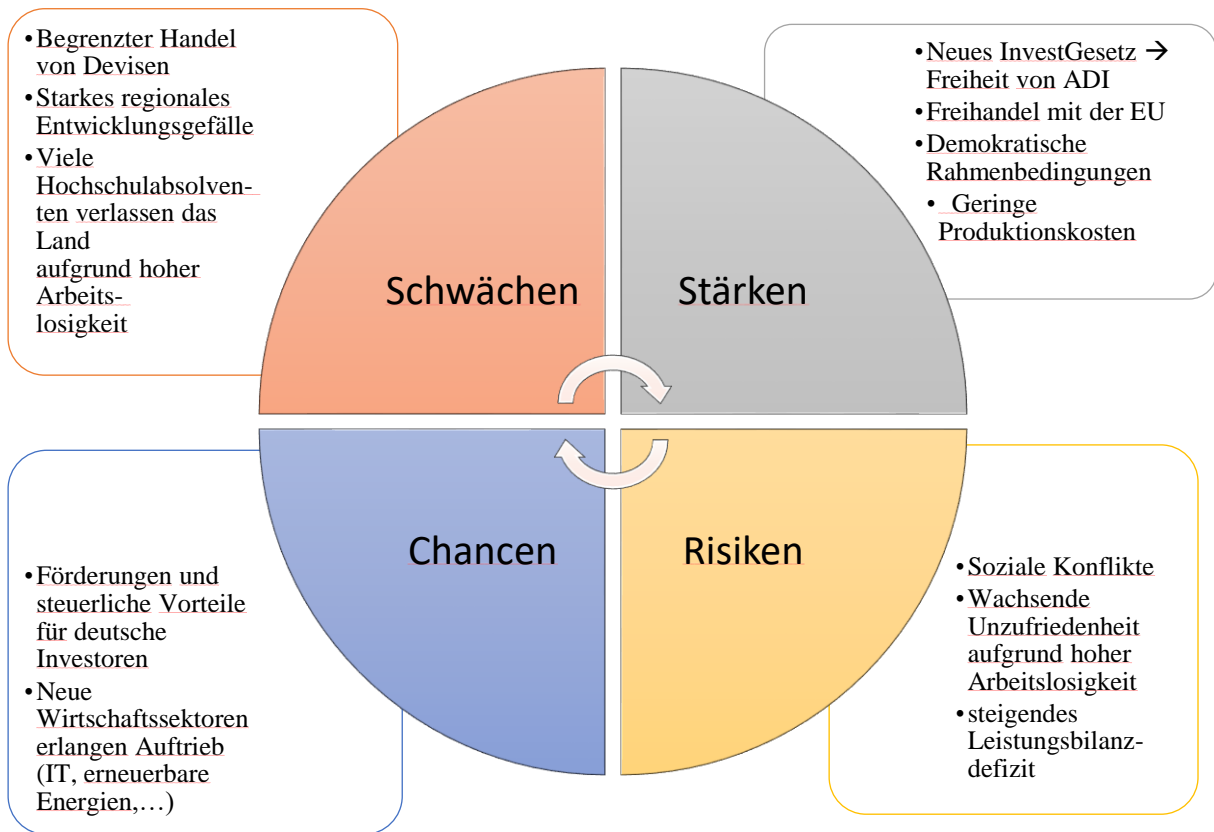 •Begrenzter Handel
von Devisen
•Starkes regionales
Entwicklungsgefälle
•Viele
Hochschulabsolven-
ten verlassen das
Land
aufgrund hoher
Arbeits-
losigkeit
•Neues InvestGesetz →
Freiheit von ADI
•Freihandel mit der EU
•Demokratische
Rahmenbedingungen
• Geringe
Produktionskosten
Schwächen
Stärken
Chancen
Risiken
•Förderungen und
steuerliche Vorteile
für deutsche
Investoren
•Neue
Wirtschaftssektoren
erlangen Auftrieb
(IT, erneuerbare
Energien,…)
•Soziale Konflikte
•Wachsende
Unzufriedenheit
aufgrund hoher
Arbeitslosigkeit
•steigendes
Leistungsbilanz-
defizit